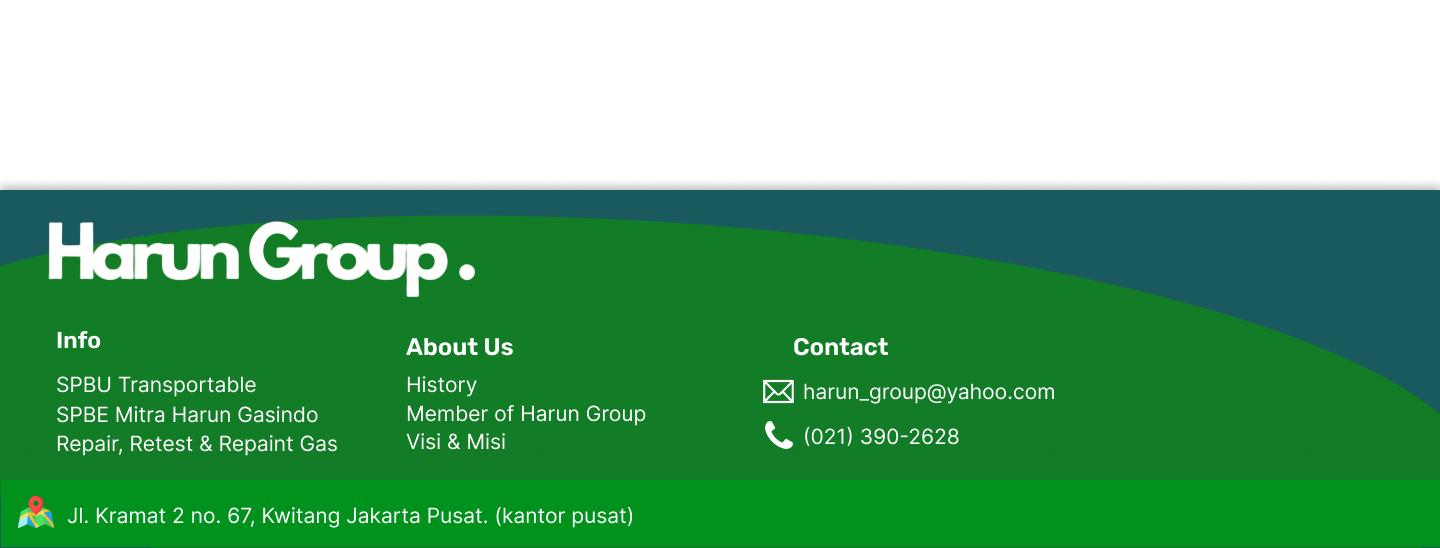 Harun Group .
Info
SPBU Transportable
SPBE Mitra Harun Gasindo
Repair, Retest & Repaint Gas
About Us
History
Member of Harun Group
Visi & Misi
Contact
harun_group@yahoo.com
(021) 390-2628
Jl. Kramat 2 no. 67, Kwitang Jakarta Pusat. (kantor pusat)